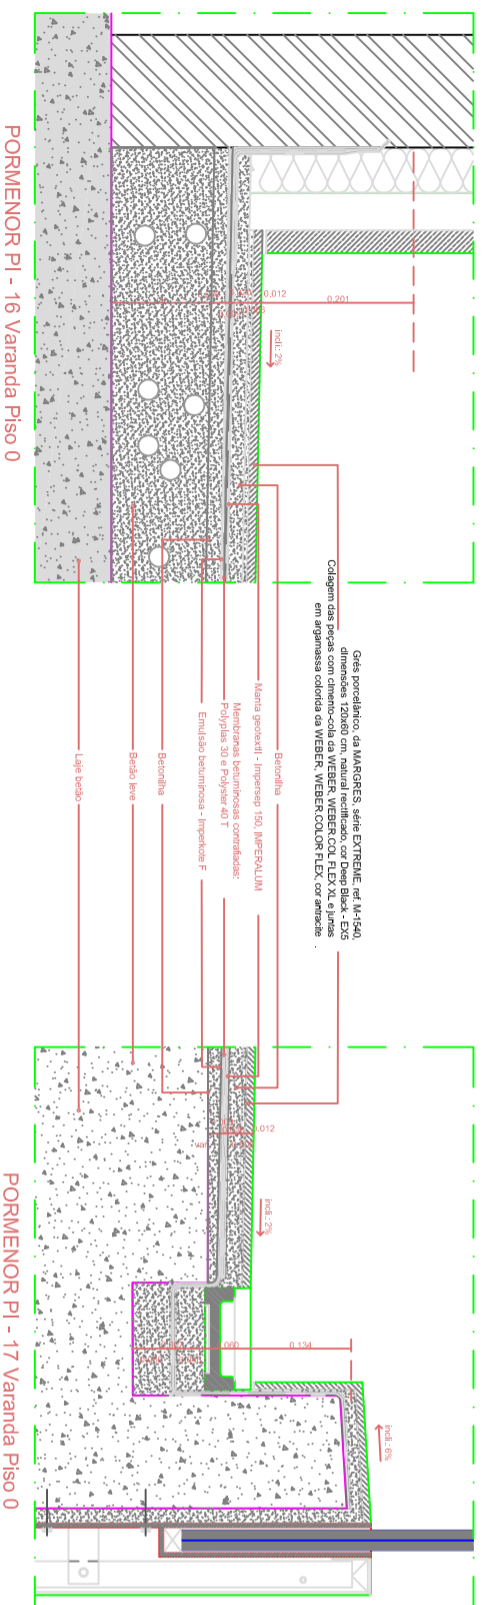 PORMENOR PI - 16 Varanda Piso 0
0.012
0.201
incli.: 2%
Grés porcelânico, da MARGRES, série EXTREME, ref. M-1540,
dimensões 120x60 cm, natural rectificado, cor Deep Black - EX5
Colagem das peças com cimento-cola da WEBER, WEBER.COL FLEX XL e juntas
em argamassa colorida da WEBER, WEBER.COLOR FLEX, cor antracite .
Betonilha
Manta geotextil - Impersep 150, IMPERALUM
Membranas betuminosas contrafiadas:
Polyplas 30 e Polyster 40 T
Emulsão betuminosa - Imperkote F
Betonilha
Betão leve
Laje betão
PORMENOR PI - 17 Varanda Piso 0
0.012
var
incli.: 2%
.060
0.134
incli.: 6%